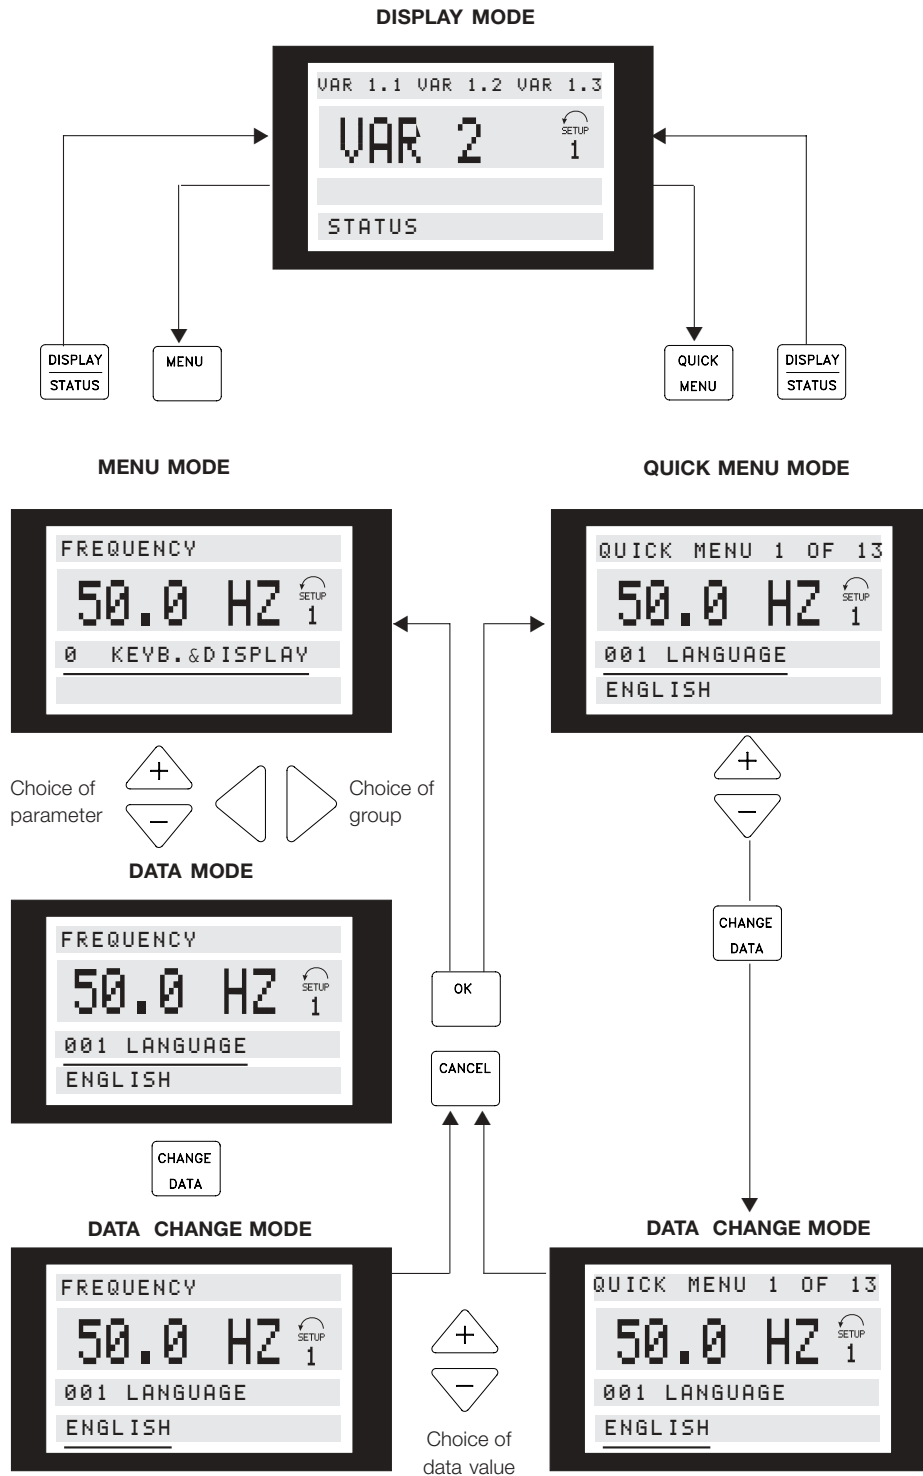 DISPLAY MODE
VAR 1.1 VAR 1.2 VAR 1.3
VAR 2
SETUP
1
STATUS
DISPLAY
STATUS
MENU
QUICK
MENU
DISPLAY
STATUS
MENU MODE
FREQUENCY
50.0 HZ
SETUP
1
0 KEYB.&DISPLAY
QUICK MENU MODE
QUICK MENU 1 OF 13
50.0 HZ
SETUP
1
001 LANGUAGE
ENGLISH
Choice of
parameter
+
−
Choice of
group
+
−
DATA MODE
FREQUENCY
50.0 HZ
SETUP
1
001 LANGUAGE
ENGLISH
CHANGE
DATA
OK
CANCEL
CHANGE
DATA
DATA CHANGE MODE
FREQUENCY
50.0 HZ
SETUP
1
001 LANGUAGE
ENGLISH
+
−
Choice of
data value
DATA CHANGE MODE
QUICK MENU 1 OF 13
50.0 HZ
SETUP
1
001 LANGUAGE
ENGLISH